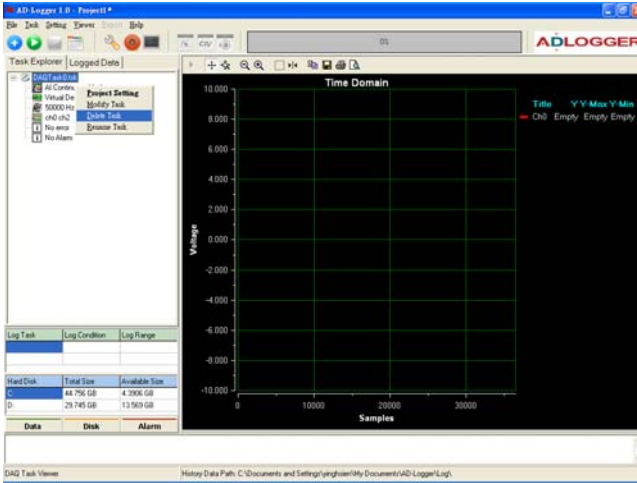 AD-Logger 1.0 - Project1*
File Task Setting Viewer Export Help
CSV
0%
ADLOGGER
Task Explorer Logged Data
DAQTask0.tsk
AI Continu
Virtual De
50000 Hz
ch0 ch2
No error
No Alarm
Project Setting
Modify Task
Delete Task
Rename Task
Time Domain
Title Y Y-Max Y-Min
Ch0 Empty Empty Empty
10.000
8.000
6.000
4.000
2.000
0.000
-2.000
-4.000
-6.000
-8.000
-10.000
Voltage
0 10000 20000 30000
Samples
Log Task Log Condition Log Range
Hard Disk Total Size Available Size
C 44.756 GB 4.3906 GB
D 29.745 GB 13.569 GB
Data Disk Alarm
DAQ Task Viewer
History Data Path: C:\Documents and Settings\yinghsien\My Documents\AD-Logger\Log\